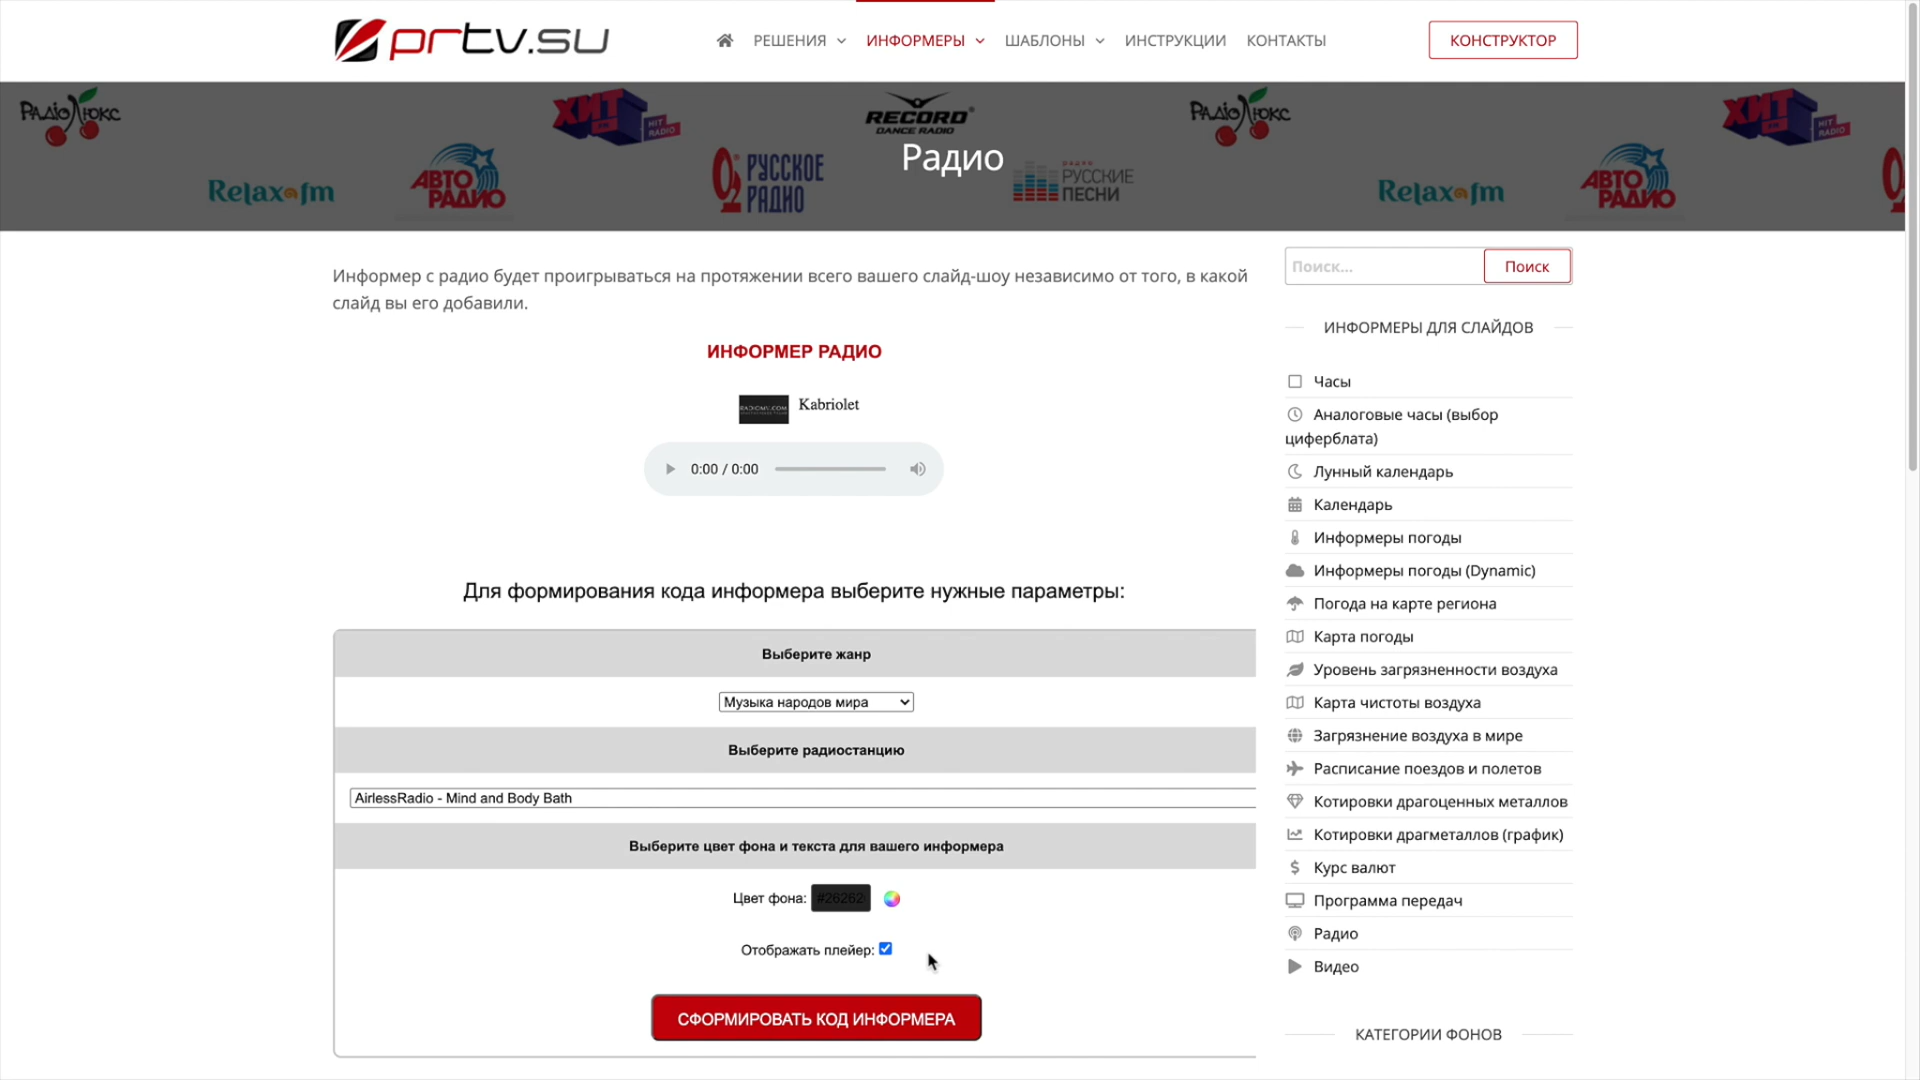 prtv.su
РЕШЕНИЯ
ИНФОРМЕРЫ
ШАБЛОНЫ
ИНСТРУКЦИИ
КОНТАКТЫ
КОНСТРУКТОР
РАДІО ЛЮКС
ХИТ FM HIT RADIO
RECORD DANCE RADIO
РАДІО ЛЮКС
ХИТ FM HIT RADIO
Радио
Relax fm
АВТО РАДИО
РУССКОЕ РАДИО
РАДИО РУССКИЕ ПЕСНИ
Relax fm
АВТО РАДИО
Информер с радио будет проигрываться на протяжении всего вашего слайд-шоу независимо от того, в какой
слайд вы его добавили.
ИНФОРМЕР РАДИО
Kabriolet
0:00 / 0:00
Для формирования кода информера выберите нужные параметры:
Выберите жанр
Музыка народов мира
Выберите радиостанцию
AirlessRadio - Mind and Body Bath
Выберите цвет фона и текста для вашего информера
Цвет фона: #26262
Отображать плейер:
СФОРМИРОВАТЬ КОД ИНФОРМЕРА
Поиск...
Поиск
ИНФОРМЕРЫ ДЛЯ СЛАЙДОВ
Часы
Аналоговые часы (выбор
циферблата)
Лунный календарь
Календарь
Информеры погоды
Информеры погоды (Dynamic)
Погода на карте региона
Карта погоды
Уровень загрязненности воздуха
Карта чистоты воздуха
Загрязнение воздуха в мире
Расписание поездов и полетов
Котировки драгоценных металлов
Котировки драгметаллов (график)
Курс валют
Программа передач
Радио
Видео
КАТЕГОРИИ ФОНОВ